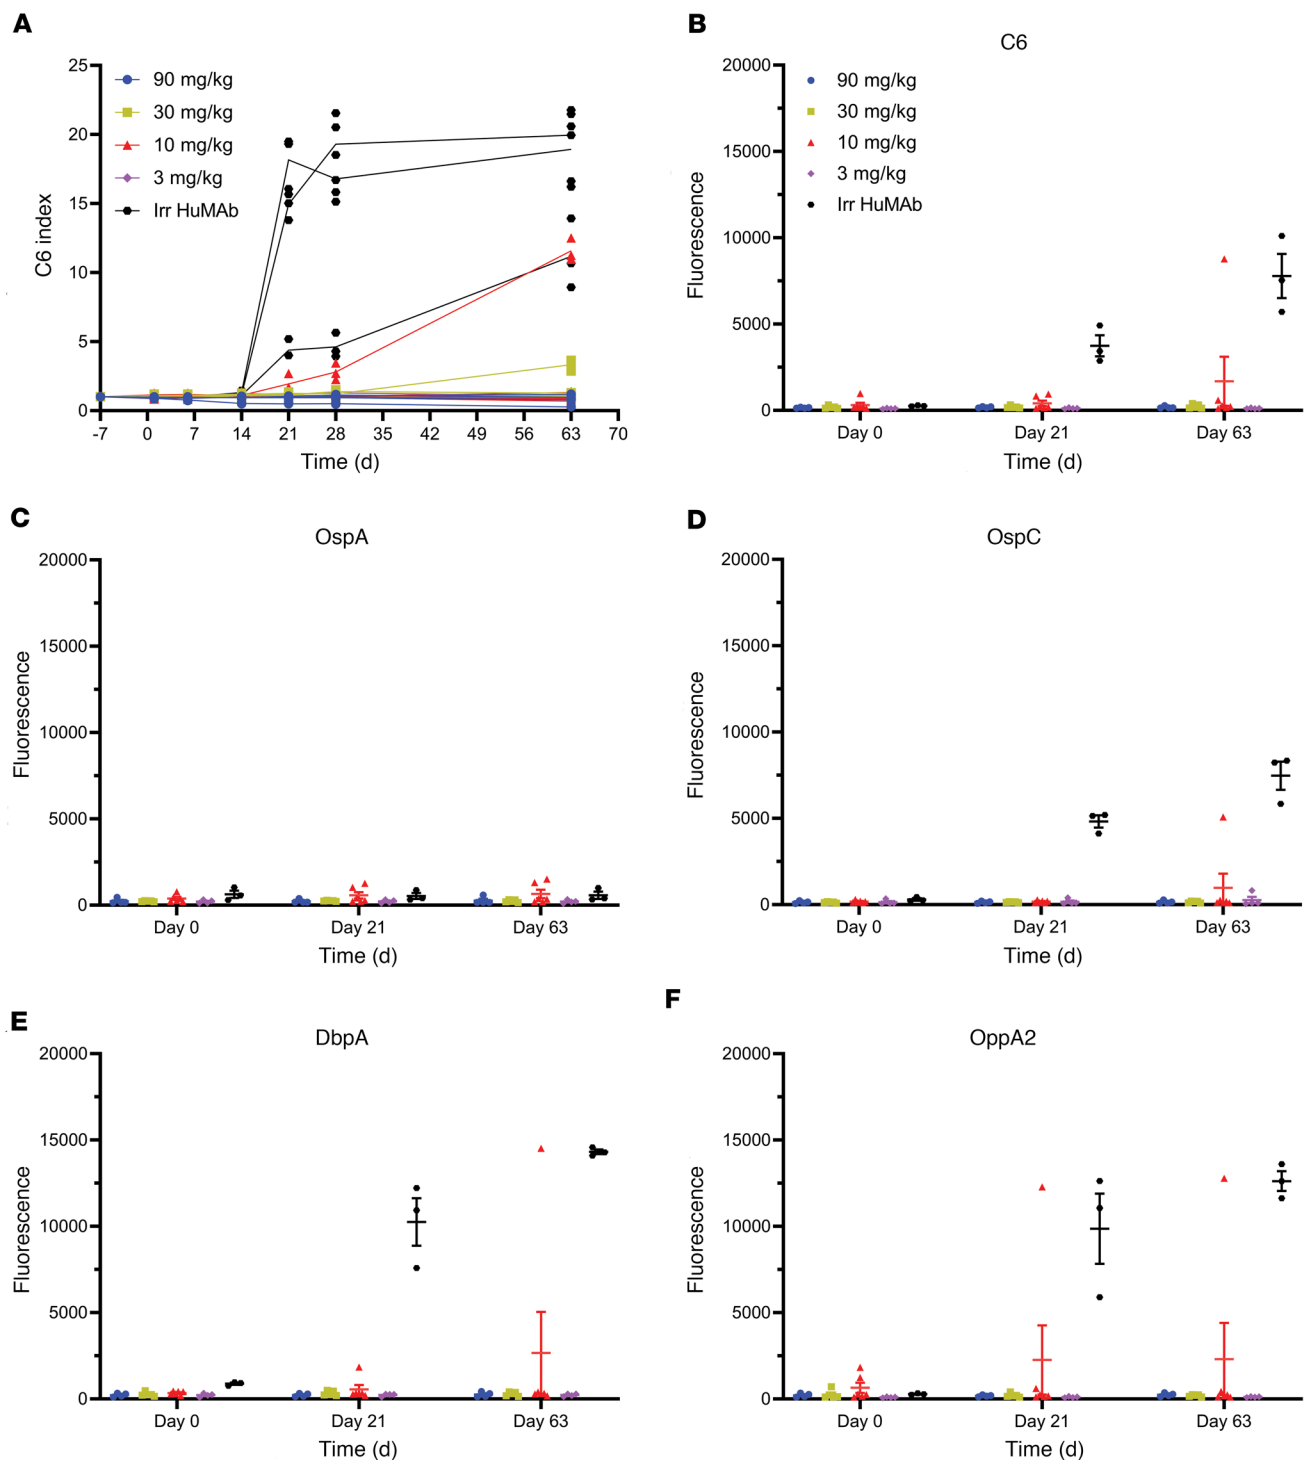 A
25
20
15
10
5
0
C6 index
90 mg/kg
30 mg/kg
10 mg/kg
3 mg/kg
Irr HuMAb
-7 0 7 14 21 28 35 42 49 56 63 70
Time (d)
B
C6
20000
15000
10000
5000
0
Fluorescence
90 mg/kg
30 mg/kg
10 mg/kg
3 mg/kg
Irr HuMAb
Day 0 Day 21 Day 63
Time (d)
C
OspA
20000
15000
10000
5000
0
Fluorescence
Day 0 Day 21 Day 63
Time (d)
D
OspC
20000
15000
10000
5000
0
Fluorescence
Day 0 Day 21 Day 63
Time (d)
E
DbpA
20000
15000
10000
5000
0
Fluorescence
Day 0 Day 21 Day 63
Time (d)
F
OppA2
20000
15000
10000
5000
0
Fluorescence
Day 0 Day 21 Day 63
Time (d)